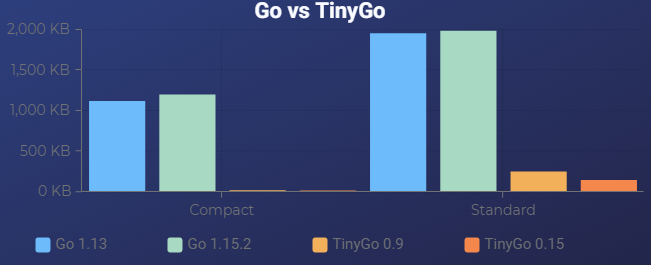 Go vs TinyGo
2,000 KB
1,500 KB
1,000 KB
500 KB
0 KB
Compact
Standard
Go 1.13
Go 1.15.2
TinyGo 0.9
TinyGo 0.15